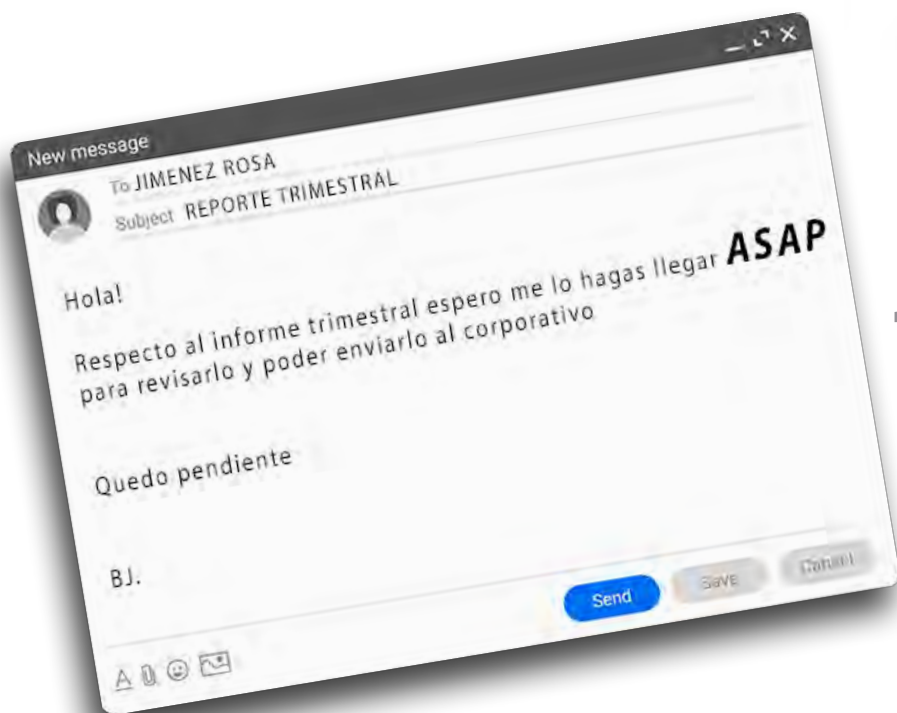 New message
To JIMENEZ ROSA
Subject REPORTE TRIMESTRAL
Hola!
Respecto al informe trimestral espero me lo hagas llegar ASAP
para revisarlo y poder enviarlo al corporativo
Quedo pendiente
BJ.
Send Save Cancel